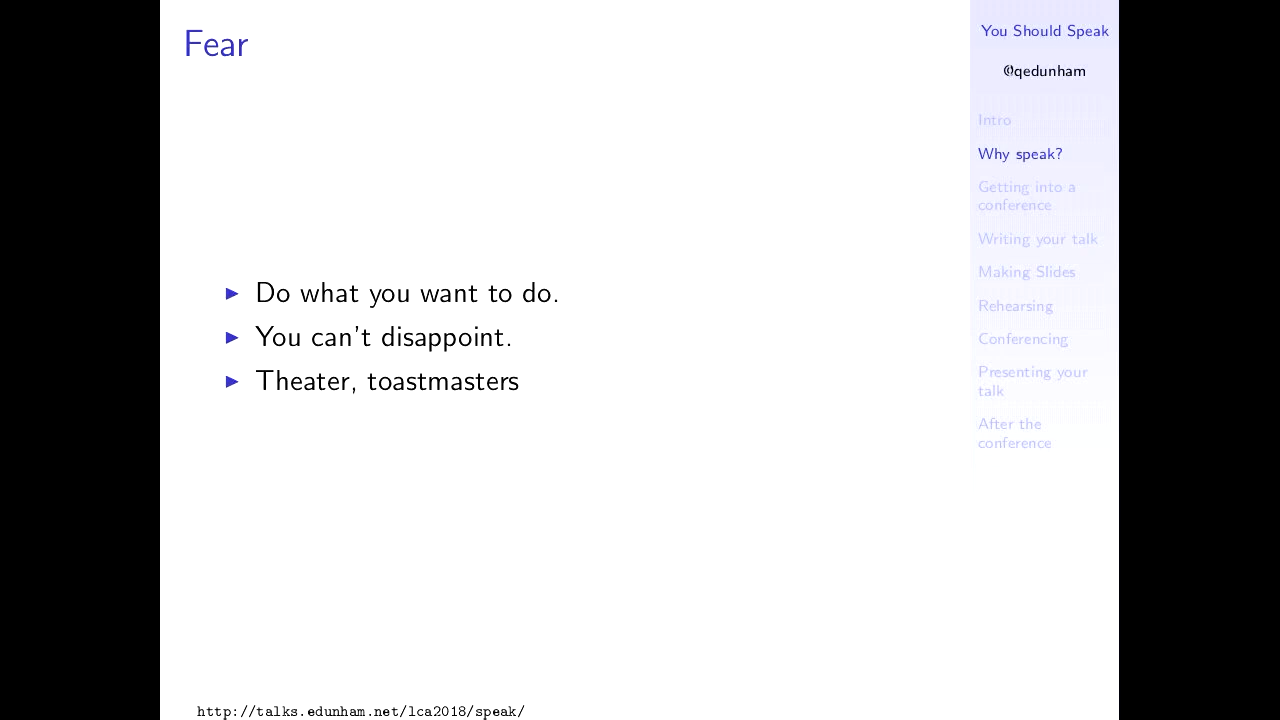 Fear
Do what you want to do.
You can't disappoint.
Theater, toastmasters
http://talks.edunham.net/lca2018/speak/
You Should Speak
@qedunham
Intro
Why speak?
Getting into a
conference
Writing your talk
Making Slides
Rehearsing
Conferencing
Presenting your
talk
After the
conference